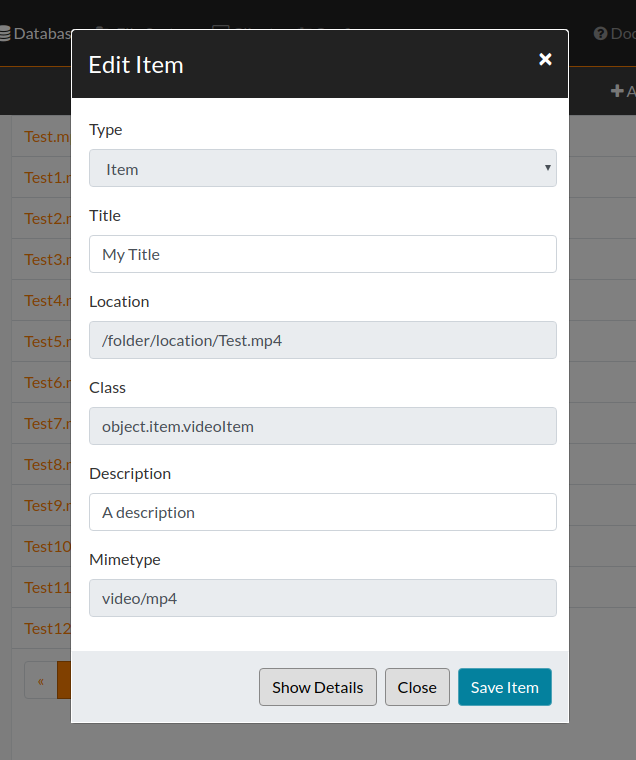 Databas
Doc
Edit Item ×
Type
Item
Title
My Title
Location
/folder/location/Test.mp4
Class
object.item.videoItem
Description
A description
Mimetype
video/mp4
Show Details Close Save Item
Test.m
Test1.
Test2.
Test3.
Test4.
Test5.
Test6.
Test7.
Test8.
Test9.
Test10
Test11
Test12
«